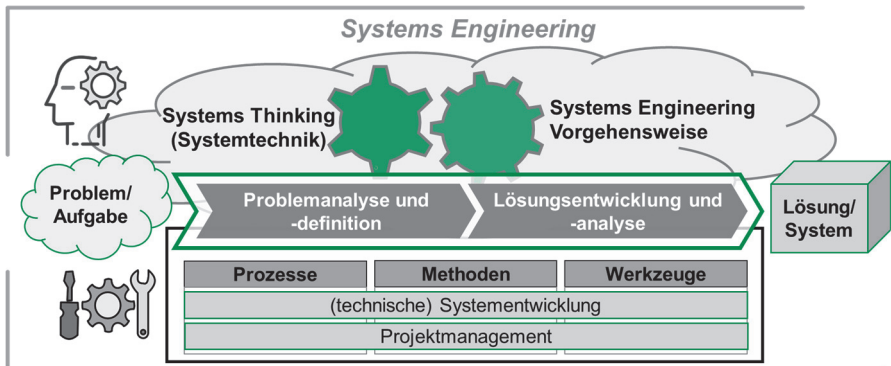 Systems Engineering
Systems Thinking
(Systemtechnik)
Systems Engineering
Vorgehensweise
Problem/
Aufgabe
Problemanalyse und
-definition
Lösungsentwicklung und
-analyse
Lösung/
System
Prozesse
Methoden
Werkzeuge
(technische) Systementwicklung
Projektmanagement